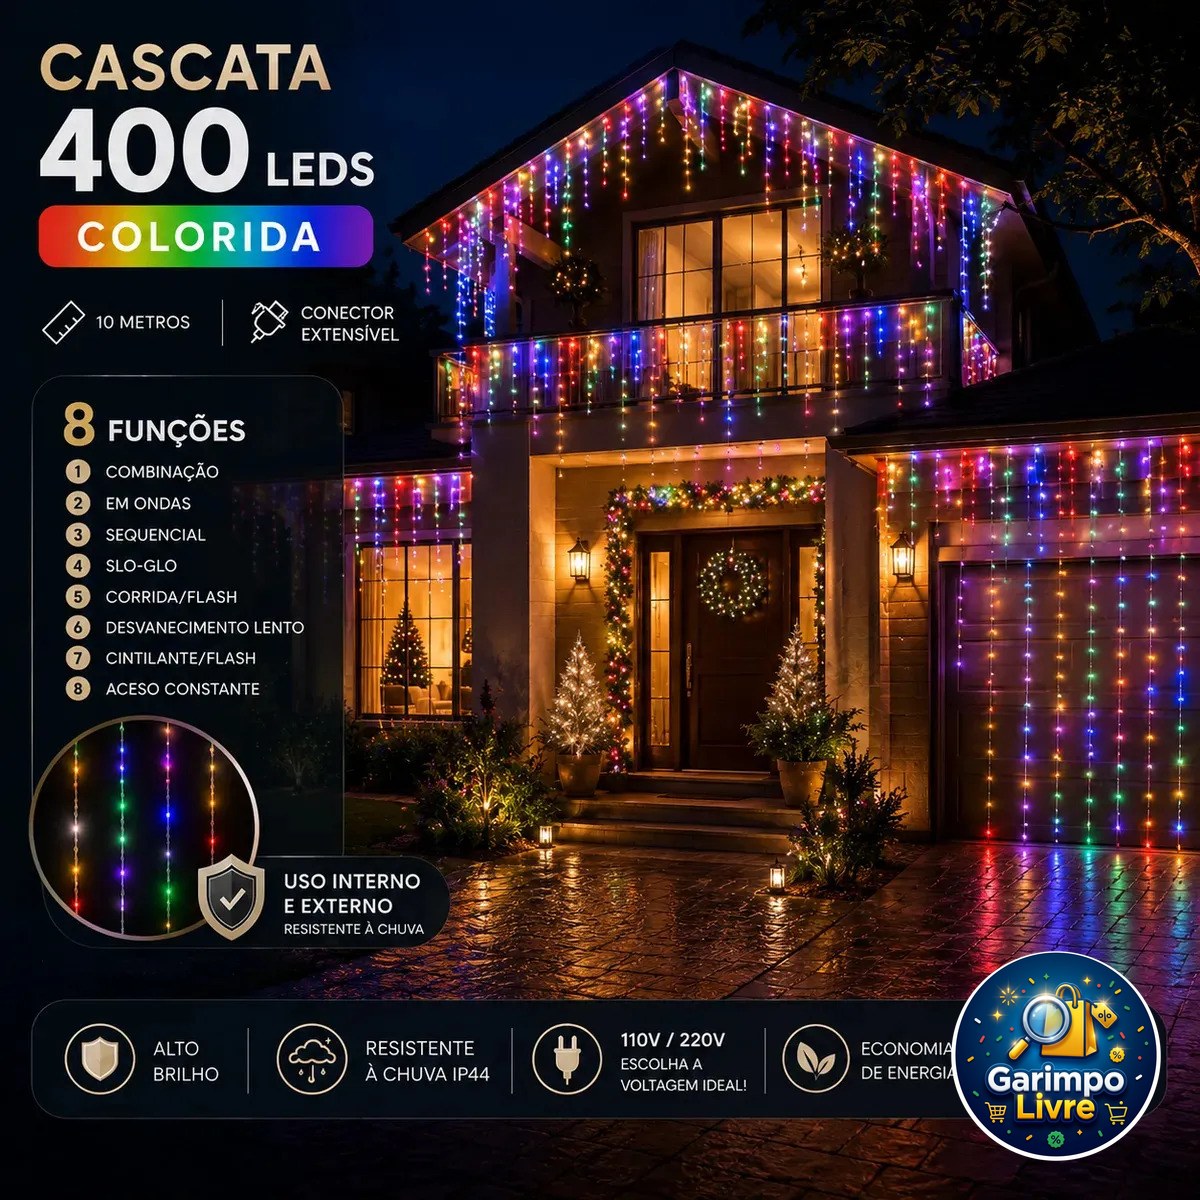 CASCATA
400 LEDS
COLORIDA
10 METROS
CONECTOR
EXTENSÍVEL
8 FUNÇÕES
1 COMBINAÇÃO
2 EM ONDAS
3 SEQUENCIAL
4 SLO-GLO
5 CORRIDA/FLASH
6 DESVANECIMENTO LENTO
7 CINTILANTE/FLASH
8 ACESO CONSTANTE
USO INTERNO
E EXTERNO
RESISTENTE À CHUVA
ALTO
BRILHO
RESISTENTE
À CHUVA IP44
110V / 220V
ESCOLHA A
VOLTAGEM IDEAL!
ECONOMIA
DE ENERGIA
Garimpo
Livre